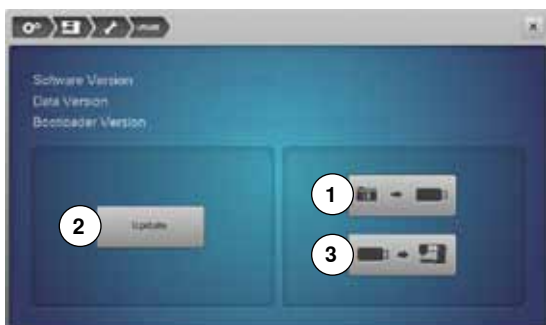 Software Version
Data Version
Bootloader Version
1
2
Update
3